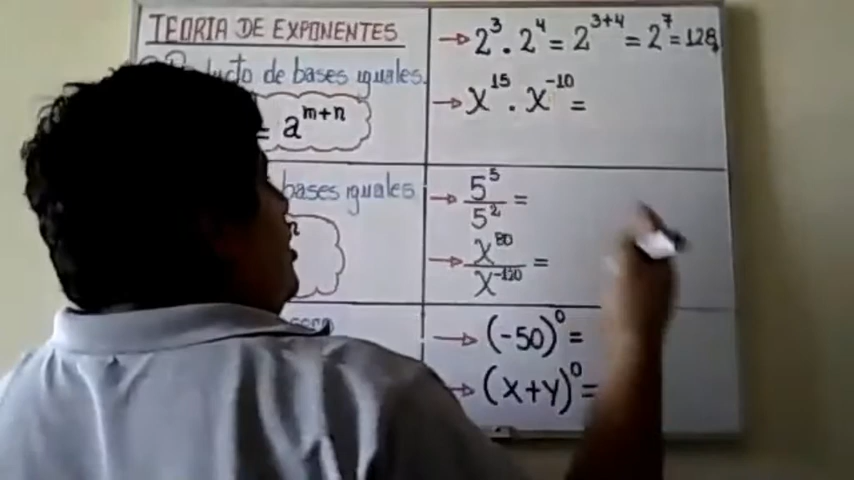 TEORIA DE EXPONENTES
Producto de bases iguales.
= a^{m+n}
→ 2³ . 2⁴ = 2^{3+4} = 2⁷ = 128
→ x¹⁵ . x⁻¹⁰ =
bases iguales
n
→ 5⁵/5² =
→ x⁸⁰/x⁻¹²⁰ =
→ (-50)⁰ =
→ (x+y)⁰ =